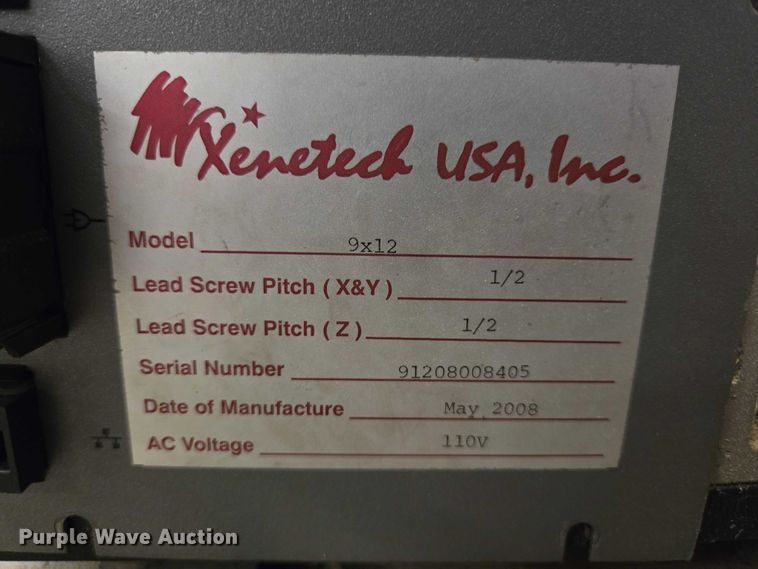 Xenetech USA, Inc.
Model 9x12
Lead Screw Pitch ( X&Y ) 1/2
Lead Screw Pitch ( Z ) 1/2
Serial Number 91208008405
Date of Manufacture May 2008
AC Voltage 110V
Purple Wave Auction